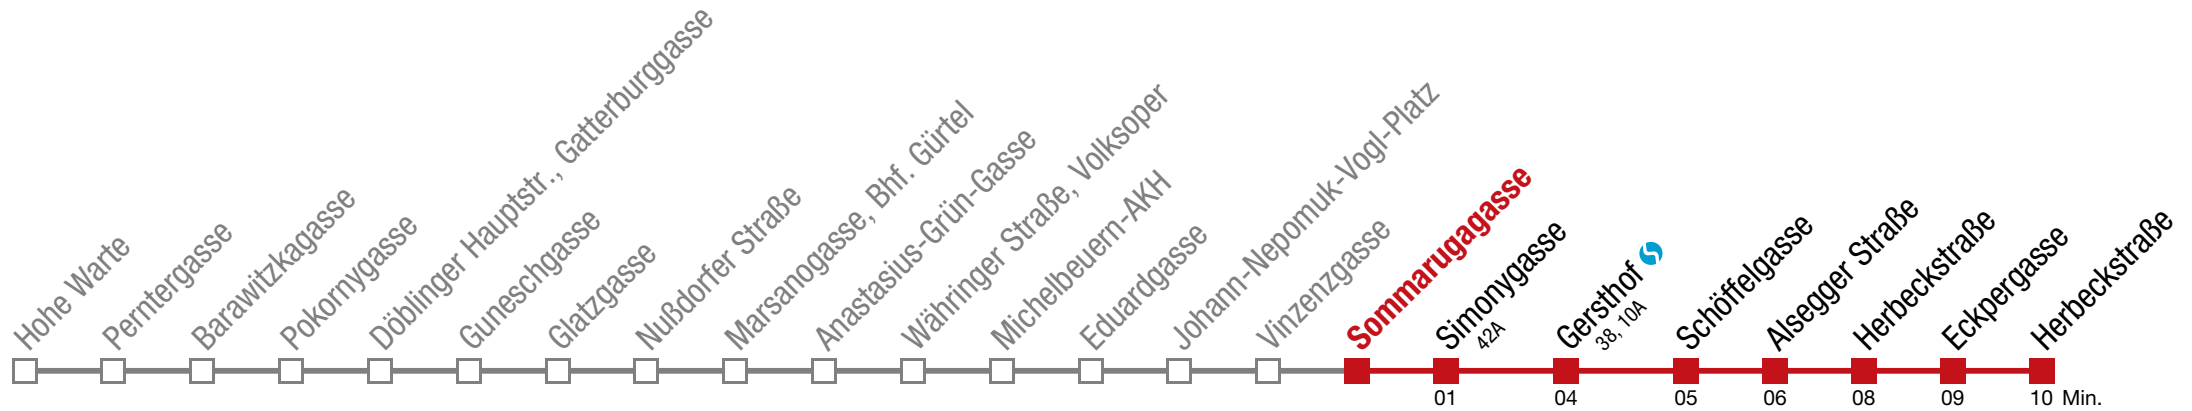 Hohe Warte
Perntergasse
Barawitzkagasse
Pokornygasse
Döblinger Hauptstr., Gatterburggasse
Guneschgasse
Glatzgasse
Nußdorfer Straße
Marsanogasse, Bhf. Gürtel
Anastasius-Grün-Gasse
Währinger Straße, Volksoper
Michelbeuern-AKH
Eduardgasse
Johann-Nepomuk-Vogl-Platz
Vinzenzgasse
Sommarugagasse
Simonygasse
42A
Gersthof
38, 10A
Schöffelgasse
Alsegger Straße
Herbeckstraße
Eckpergasse
Herbeckstraße
01 04 05 06 08 09 10 Min.